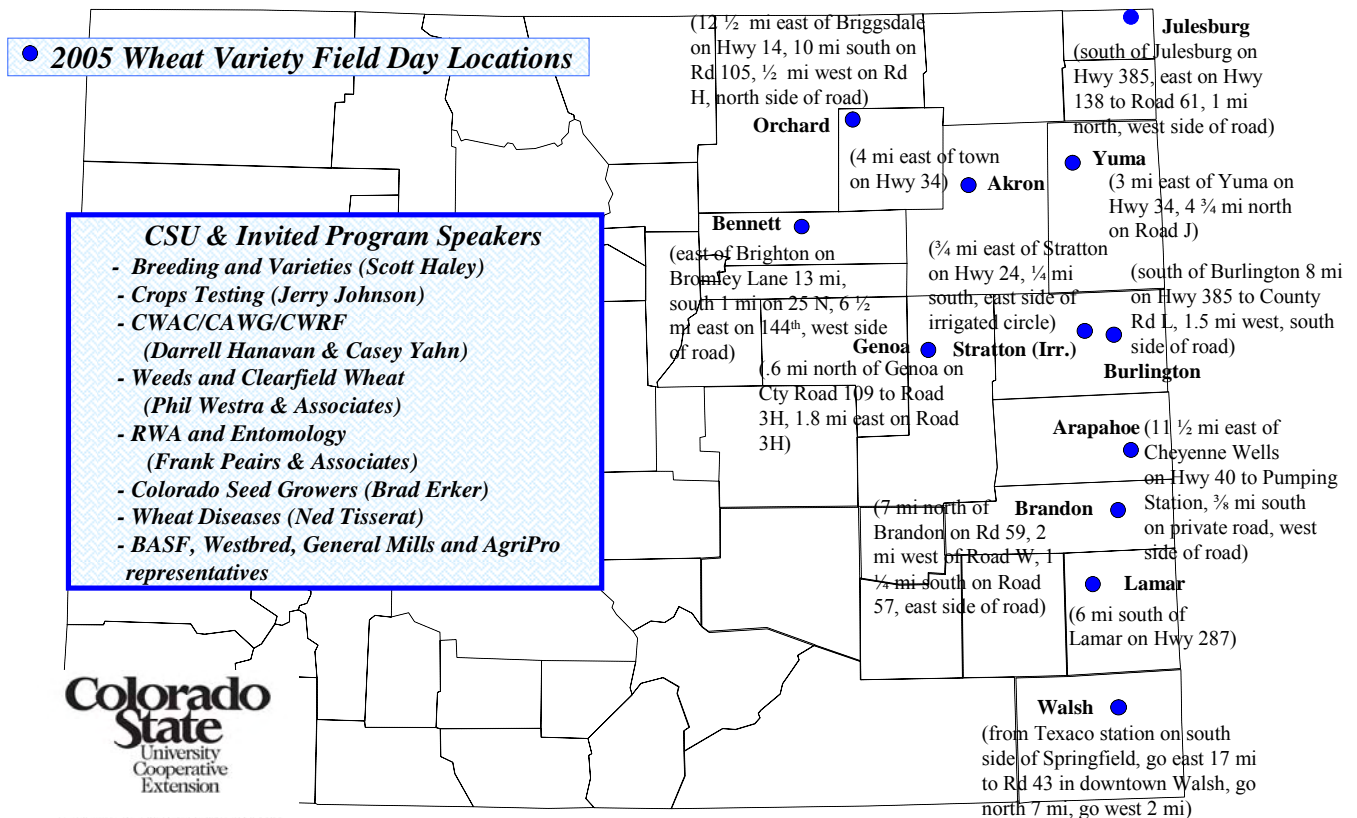 2005 Wheat Variety Field Day Locations
(12 ½ mi east of Briggsdale
on Hwy 14, 10 mi south on
Rd 105, ½ mi west on Rd
H, north side of road)
Orchard
Julesburg
(south of Julesburg on
Hwy 385, east on Hwy
138 to Road 61, 1 mi
north, west side of road)
(4 mi east of town
on Hwy 34)
Akron
Yuma
(3 mi east of Yuma on
Hwy 34, 4 ¾ mi north
on Road J)
CSU & Invited Program Speakers
- Breeding and Varieties (Scott Haley)
- Crops Testing (Jerry Johnson)
- CWAC/CAWG/CWRF
(Darrell Hanavan & Casey Yahn)
- Weeds and Clearfield Wheat
(Phil Westra & Associates)
- RWA and Entomology
(Frank Peairs & Associates)
- Colorado Seed Growers (Brad Erker)
- Wheat Diseases (Ned Tisserat)
- BASF, Westbred, General Mills and AgriPro
representatives
Bennett
(east of Brighton on
Bromley Lane 13 mi,
south 1 mi on 25 N, 6 ½
mi east on 144th, west side
of road)
(¾ mi east of Stratton
on Hwy 24, ¼ mi
south, east side of
irrigated circle)
Stratton (Irr.)
(south of Burlington 8 mi
on Hwy 385 to County
Rd L, 1.5 mi west, south
side of road)
Burlington
Genoa
(.6 mi north of Genoa on
Cty Road 109 to Road
3H, 1.8 mi east on Road
3H)
Arapahoe
(11 ½ mi east of
Cheyenne Wells
on Hwy 40 to Pumping
Station, ⅜ mi south
on private road, west
side of road)
(7 mi north of
Brandon on Rd 59, 2
mi west of Road W, 1
¼ mi south on Road
57, east side of road)
Brandon
Lamar
(6 mi south of
Lamar on Hwy 287)
Walsh
(from Texaco station on south
side of Springfield, go east 17 mi
to Rd 43 in downtown Walsh, go
north 7 mi, go west 2 mi)
Colorado
State
University
Cooperative
Extension